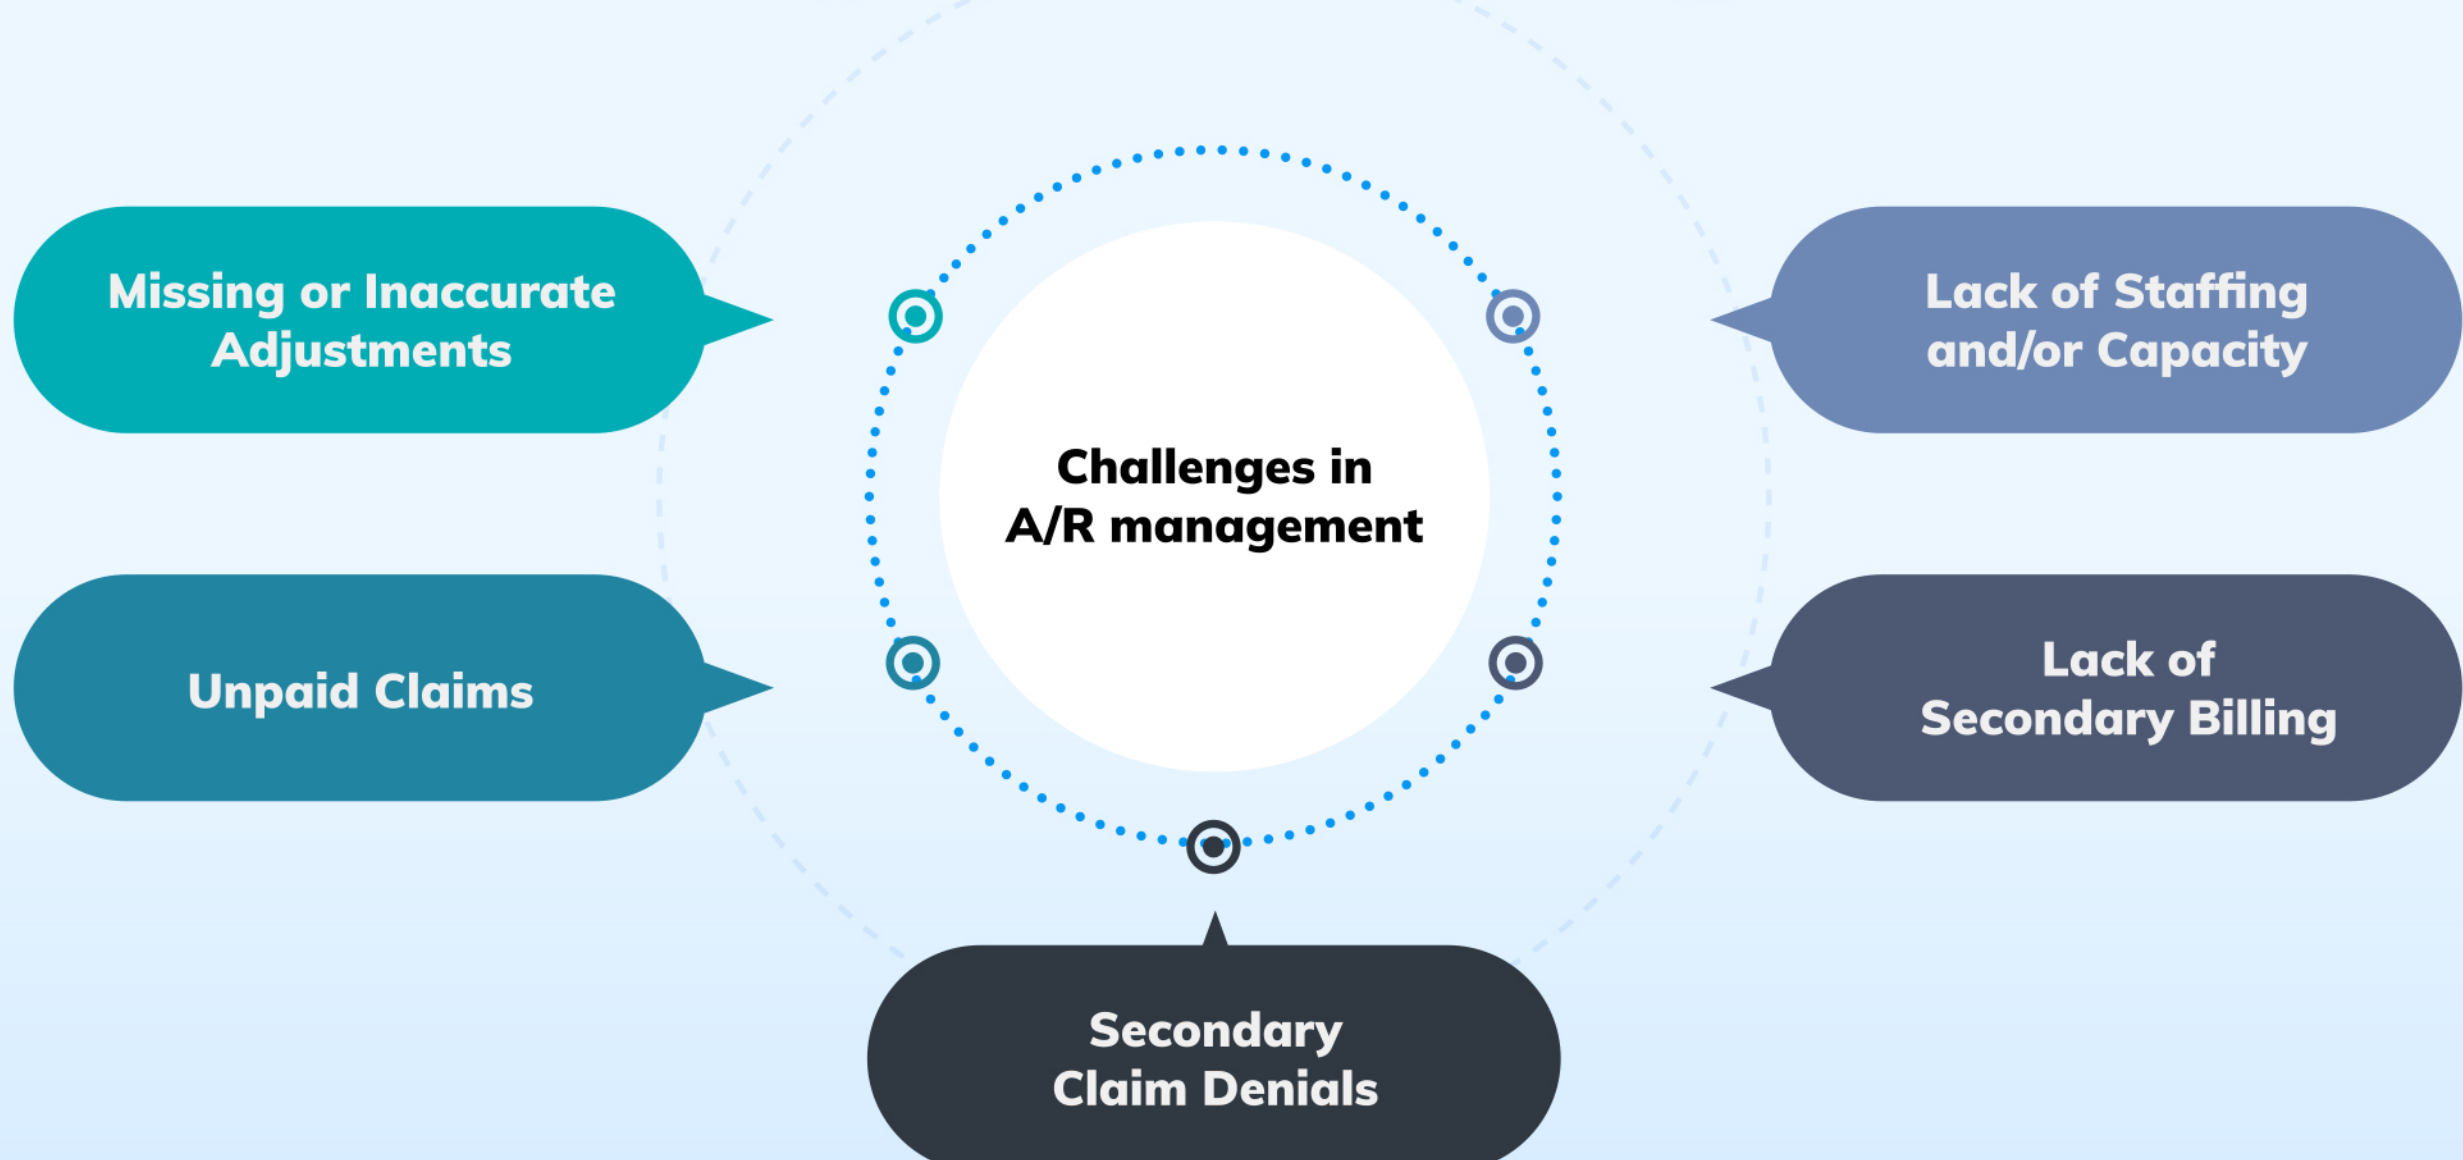 Missing or Inaccurate
Adjustments
Lack of Staffing
and/or Capacity
Challenges in
A/R management
Unpaid Claims
Lack of
Secondary Billing
Secondary
Claim Denials